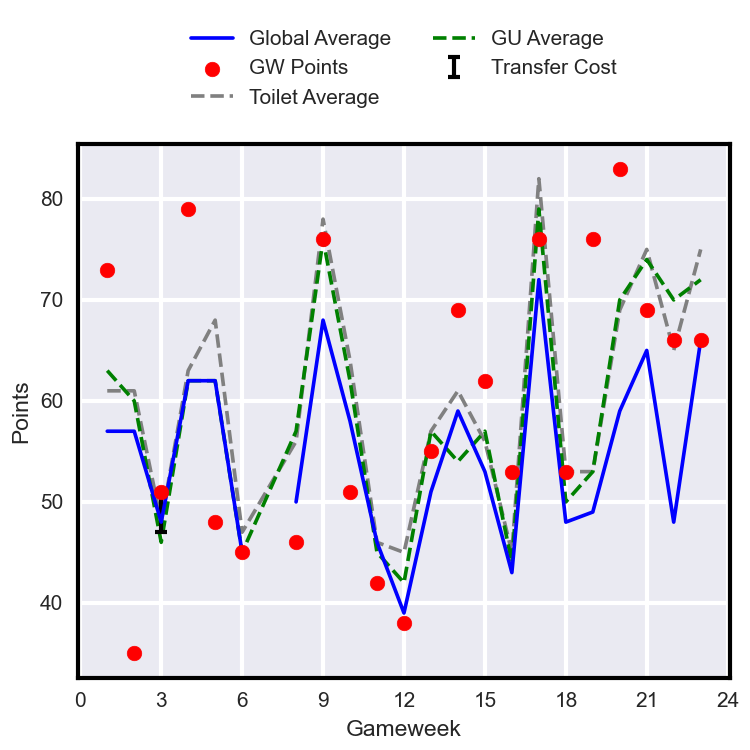 Global Average
GW Points
Toilet Average
GU Average
Transfer Cost
Points
80
70
60
50
40
0 3 6 9 12 15 18 21 24
Gameweek